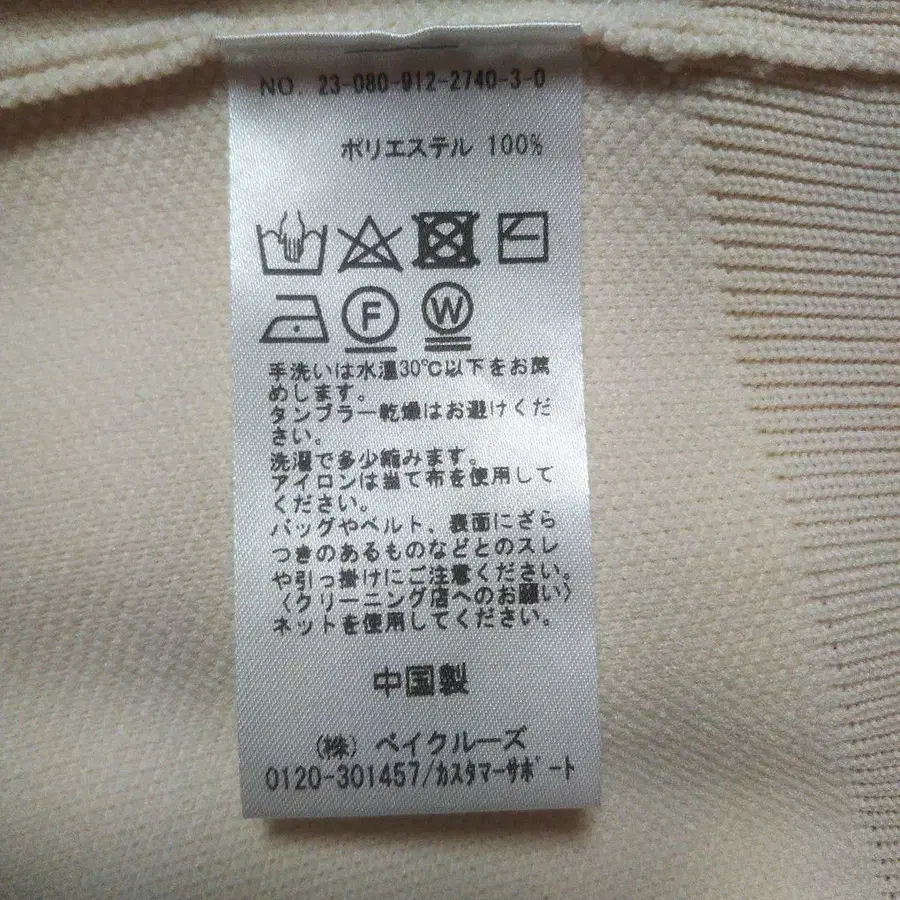 NO. 23-080-912-2740-3-0
ポリエステル 100%
F W
手洗いは水温30℃以下をお薦
めします。
タンブラー乾燥はお避けくだ
さい。
洗濯で多少縮みます。
アイロンは当て布を使用して
ください。
バッグやベルト、表面にざら
つきのあるものなどとのスレ
や引っ掛けにご注意ください。
〈クリーニング店へのお願い〉
ネットを使用してください。
中国製
(株) ベイクルーズ
0120-301457/カスタマーサポート